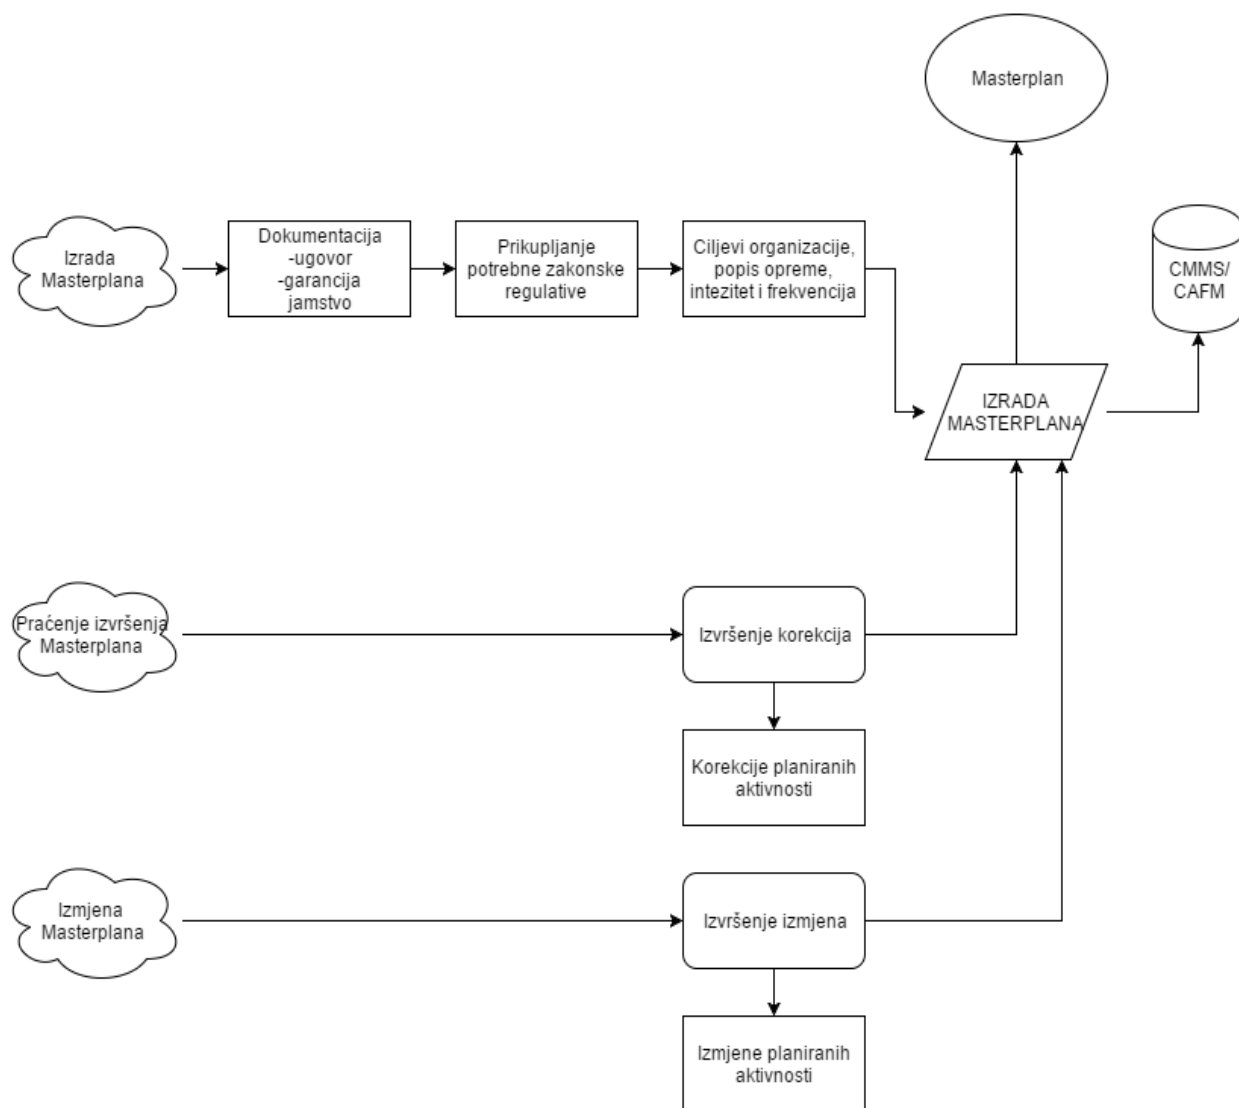 Masterplan
Izrada
Masterplana
Dokumentacija
-ugovor
-garancija
jamstvo
Prikupljanje
potrebne zakonske
regulative
Ciljevi organizacije,
popis opreme,
intezitet i frekvencija
CMMS/
CAFM
IZRADA
MASTERPLANA
Praćenje izvršenja
Masterplana
Izvršenje korekcija
Korekcije planiranih
aktivnosti
Izmjena
Masterplana
Izvršenje izmjena
Izmjene planiranih
aktivnosti